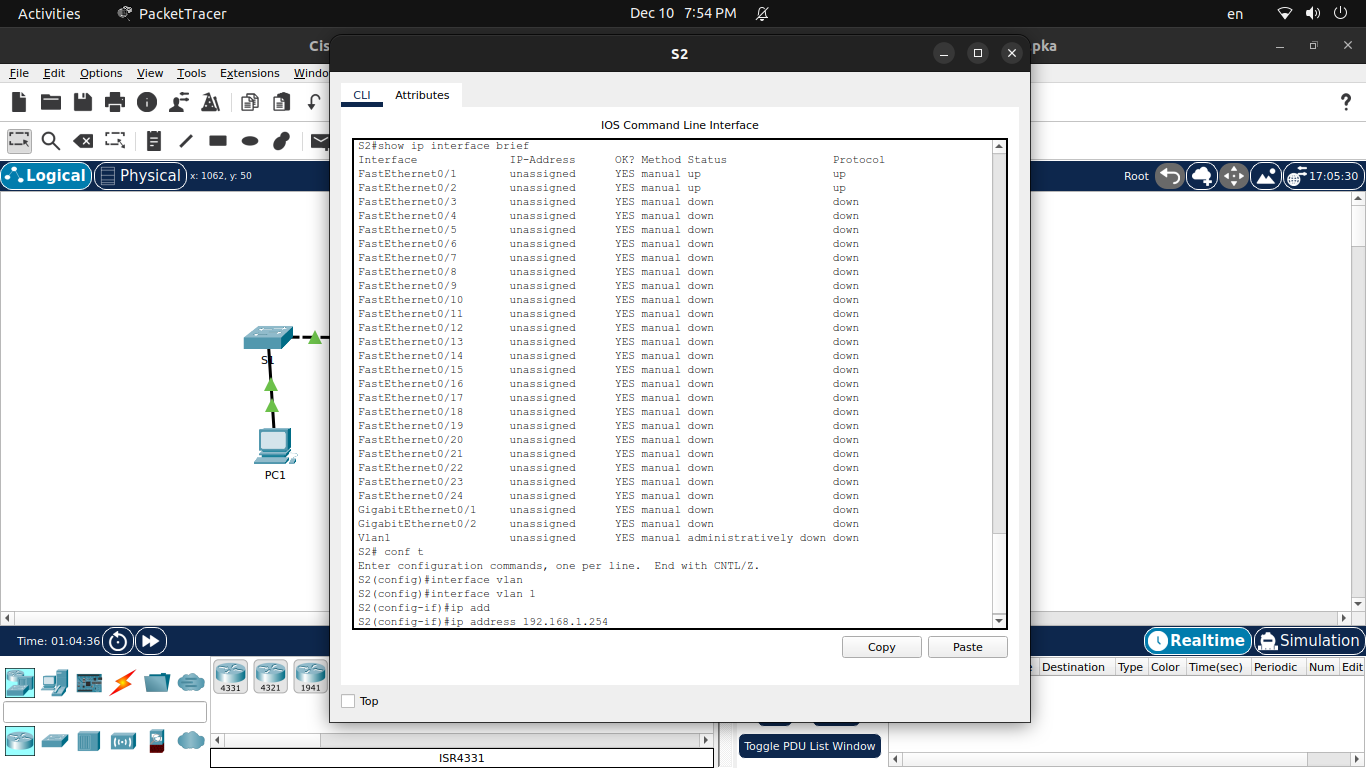 Activities PacketTracer Dec 10 7:54 PM en
Cis S2 pka
File Edit Options View Tools Extensions Windo
CLI Attributes
IOS Command Line Interface
Logical Physical x: 1062, y: 50 Root 17:05:30
S2#show ip interface brief
Interface IP-Address OK? Method Status Protocol
FastEthernet0/1 unassigned YES manual up up
FastEthernet0/2 unassigned YES manual up up
FastEthernet0/3 unassigned YES manual down down
FastEthernet0/4 unassigned YES manual down down
FastEthernet0/5 unassigned YES manual down down
FastEthernet0/6 unassigned YES manual down down
FastEthernet0/7 unassigned YES manual down down
FastEthernet0/8 unassigned YES manual down down
FastEthernet0/9 unassigned YES manual down down
FastEthernet0/10 unassigned YES manual down down
FastEthernet0/11 unassigned YES manual down down
FastEthernet0/12 unassigned YES manual down down
FastEthernet0/13 unassigned YES manual down down
FastEthernet0/14 unassigned YES manual down down
FastEthernet0/15 unassigned YES manual down down
FastEthernet0/16 unassigned YES manual down down
FastEthernet0/17 unassigned YES manual down down
FastEthernet0/18 unassigned YES manual down down
FastEthernet0/19 unassigned YES manual down down
FastEthernet0/20 unassigned YES manual down down
FastEthernet0/21 unassigned YES manual down down
FastEthernet0/22 unassigned YES manual down down
FastEthernet0/23 unassigned YES manual down down
FastEthernet0/24 unassigned YES manual down down
GigabitEthernet0/1 unassigned YES manual down down
GigabitEthernet0/2 unassigned YES manual down down
Vlan1 unassigned YES manual administratively down down
S2# conf t
Enter configuration commands, one per line. End with CNTL/Z.
S2(config)#interface vlan
S2(config)#interface vlan 1
S2(config-if)#ip add
S2(config-if)#ip address 192.168.1.254
S1
PC1
Copy Paste
Top
Time: 01:04:36 Realtime Simulation
4331 4321 1941
Destination Type Color Time(sec) Periodic Num Edit
Toggle PDU List Window
ISR4331